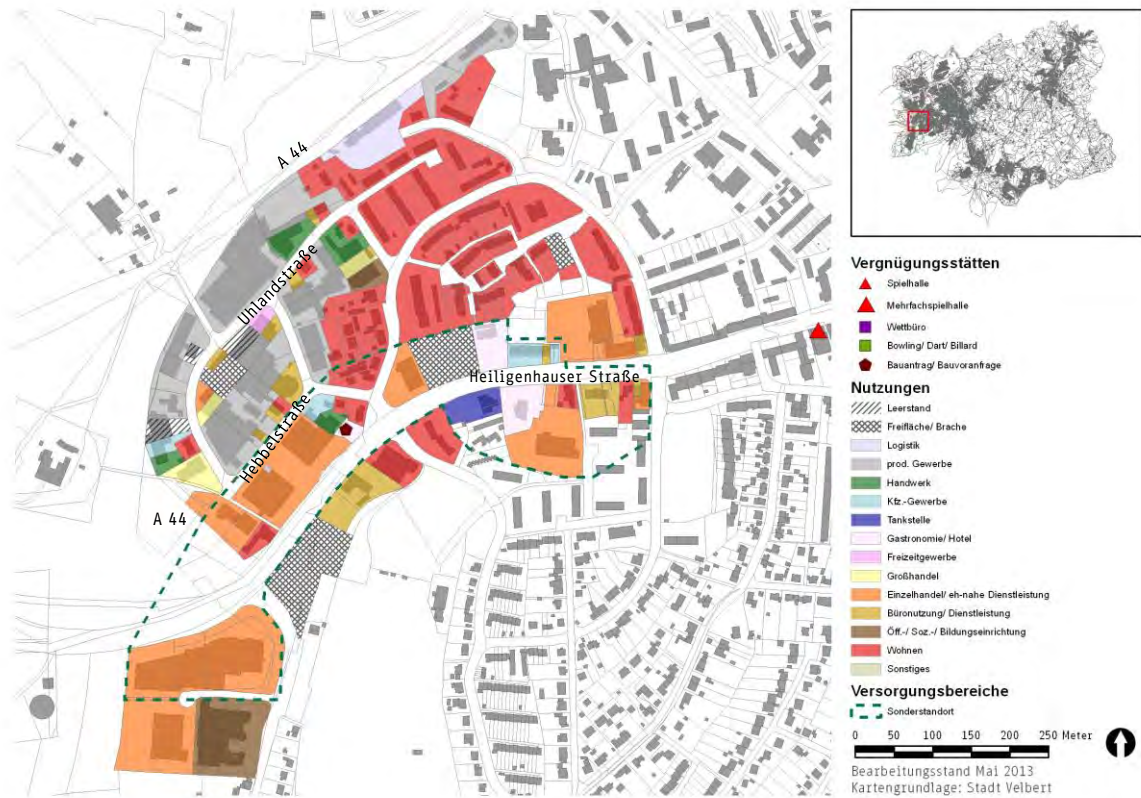 A 44
Uhlandstraße
Heiligenhauser Straße
Hebbelstraße
A 44
Vergnügungsstätten
Spielhalle
Mehrfachspielhalle
Wettbüro
Bowling/ Dart/ Billard
Bauantrag/ Bauvoranfrage
Nutzungen
Leerstand
Freifläche/ Brache
Logistik
prod. Gewerbe
Handwerk
Kfz.-Gewerbe
Tankstelle
Gastronomie/ Hotel
Freizeitgewerbe
Großhandel
Einzelhandel/ eh-nahe Dienstleistung
Büronutzung/ Dienstleistung
Öff.-/ Soz.-/ Bildungseinrichtung
Wohnen
Sonstiges
Versorgungsbereiche
Sonderstandort
0 50 100 150 200 250 Meter
Bearbeitungsstand Mai 2013
Kartengrundlage: Stadt Velbert